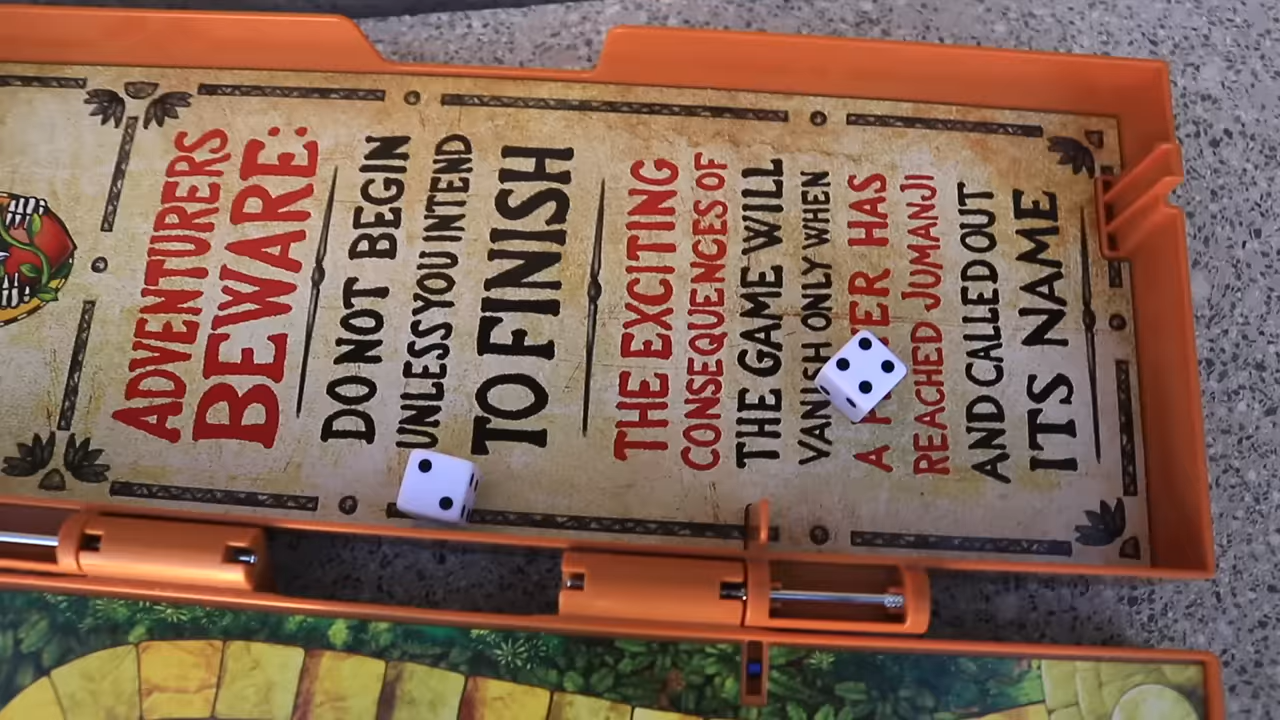 ADVENTURERS
BEWARE:
DO NOT BEGIN
UNLESS YOU INTEND
TO FINISH
THE EXCITING
CONSEQUENCES OF
THE GAME WILL
VANISH ONLY WHEN
A HAS
REACHED JUMANJI
AND CALLED OUT
ITS NAME